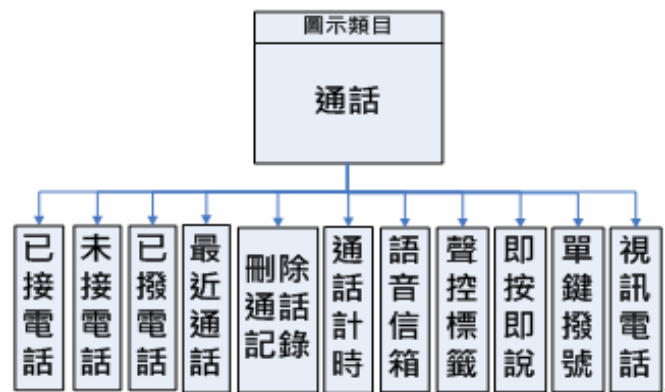 圖示類目
通話
已接電話
未接電話
已撥電話
最近通話
刪除通話記錄
通話計時
語音信箱
聲控標籤
即按即說
單鍵撥號
視訊電話